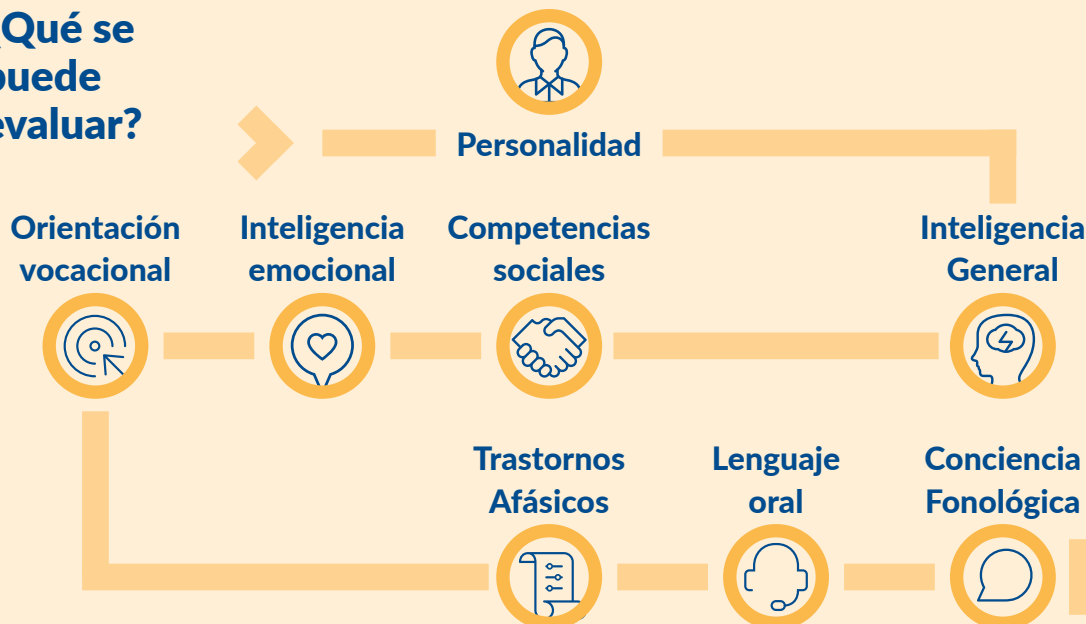 ¿Qué se
puede
evaluar?
Personalidad
Orientación
vocacional
Inteligencia
emocional
Competencias
sociales
Inteligencia
General
Trastornos
Afásicos
Lenguaje
oral
Conciencia
Fonológica